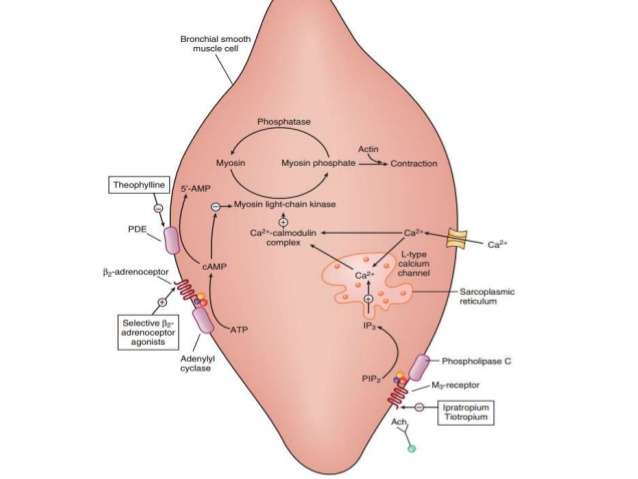 Bronchial smooth
muscle cell
Phosphatase
Actin
Myosin
Myosin phosphate
Contraction
Theophylline
5'-AMP
−
− Myosin light-chain kinase
PDE
+
Ca²⁺-calmodulin
complex
Ca²⁺
Ca²⁺
L-type
calcium
channel
cAMP
β₂-adrenoceptor
Ca²⁺
Sarcoplasmic
reticulum
+
+
IP₃
Selective β₂-
adrenoceptor
agonists
ATP
Adenylyl
cyclase
Phospholipase C
PIP₂
M₃-receptor
−
Ipratropium
Tiotropium
Ach